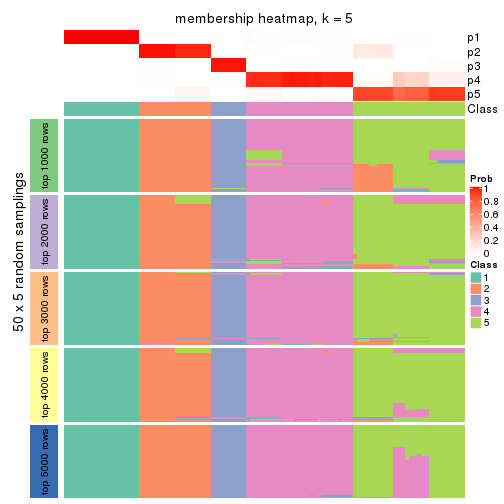 membership heatmap, k = 5
p1
p2
p3
p4
p5
Class
50 x 5 random samplings
top 1000 rows
top 2000 rows
top 3000 rows
top 4000 rows
top 5000 rows
Prob
1
0.8
0.6
0.4
0.2
0
Class
1
2
3
4
5